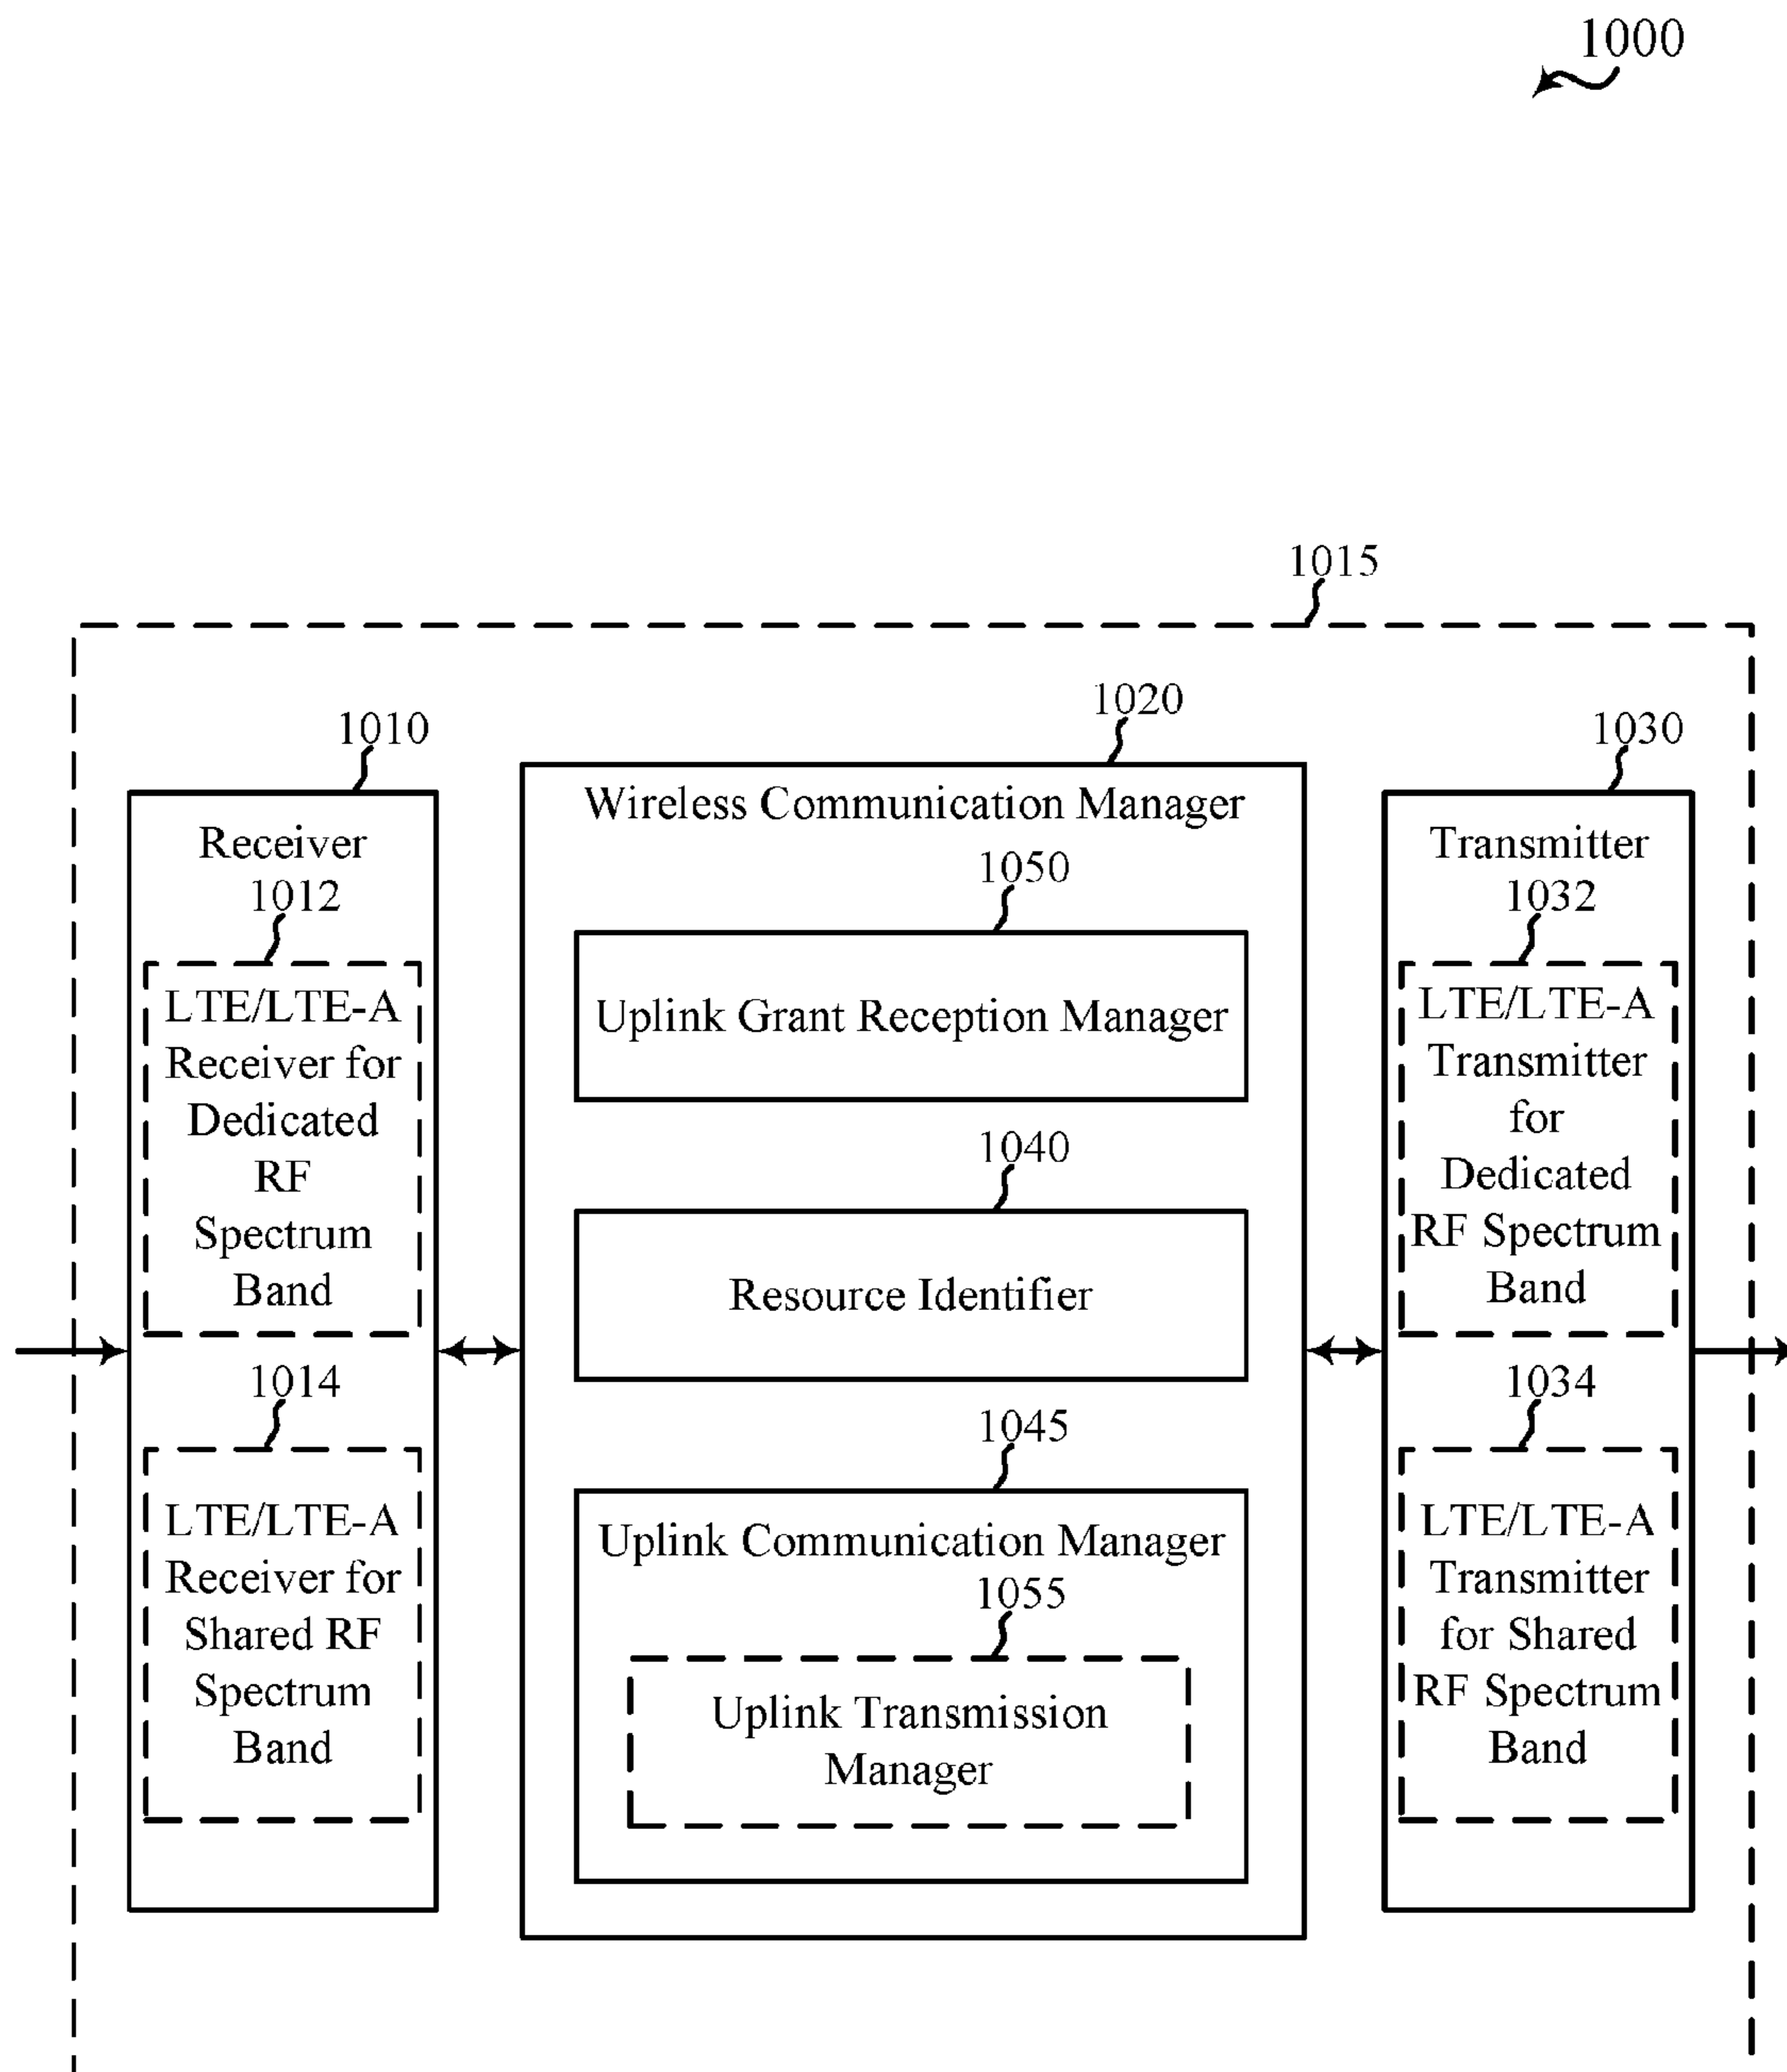 1000
1015
1010
1020
1030
Receiver
1012
LTE/LTE-A
Receiver for
Dedicated
RF
Spectrum
Band
1014
LTE/LTE-A
Receiver for
Shared RF
Spectrum
Band
Wireless Communication Manager
1050
Uplink Grant Reception Manager
1040
Resource Identifier
1045
Uplink Communication Manager
1055
Uplink Transmission
Manager
Transmitter
1032
LTE/LTE-A
Transmitter
for
Dedicated
RF Spectrum
Band
1034
LTE/LTE-A
Transmitter
for Shared
RF Spectrum
Band